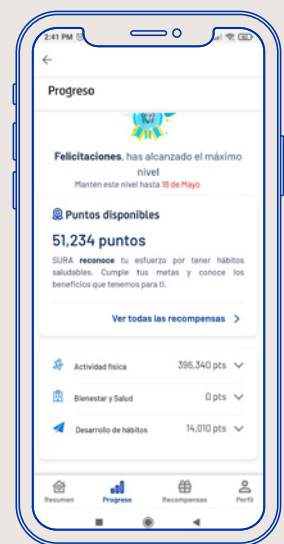 2:41 PM
Progreso
Felicitaciones, has alcanzado el máximo
nivel
Mantén este nivel hasta 18 de Mayo
Puntos disponibles
51,234 puntos
SURA reconoce tu esfuerzo por tener hábitos
saludables. Cumple tus metas y conoce los
beneficios que tenemos para ti.
Ver todas las recompensas
Actividad física 396,340 pts
Bienestar y Salud 0 pts
Desarrollo de hábitos 14,010 pts
Resumen Progreso Recompensas Perfil